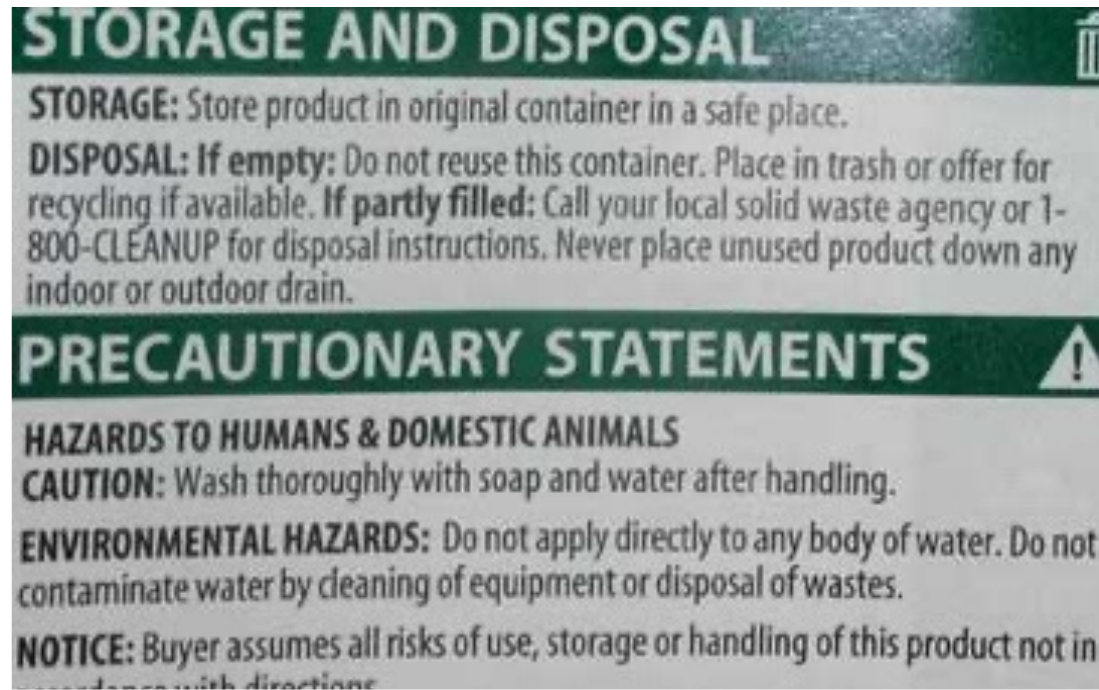 STORAGE AND DISPOSAL
STORAGE: Store product in original container in a safe place.
DISPOSAL: If empty: Do not reuse this container. Place in trash or offer for
recycling if available. If partly filled: Call your local solid waste agency or 1-
800-CLEANUP for disposal instructions. Never place unused product down any
indoor or outdoor drain.
PRECAUTIONARY STATEMENTS
HAZARDS TO HUMANS & DOMESTIC ANIMALS
CAUTION: Wash thoroughly with soap and water after handling.
ENVIRONMENTAL HAZARDS: Do not apply directly to any body of water. Do not
contaminate water by cleaning of equipment or disposal of wastes.
NOTICE: Buyer assumes all risks of use, storage or handling of this product not in
accordance with directions